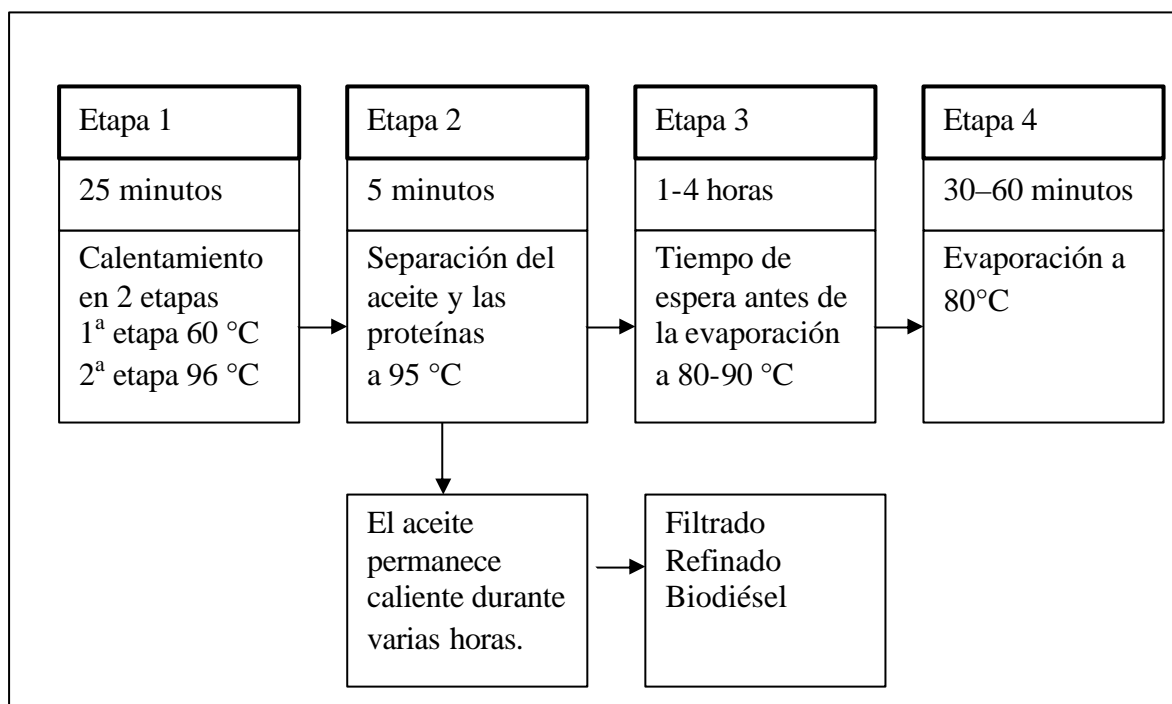 Etapa 1
25 minutos
Calentamiento
en 2 etapas
1ª etapa 60 °C
2ª etapa 96 °C
Etapa 2
5 minutos
Separación del
aceite y las
proteínas
a 95 °C
Etapa 3
1-4 horas
Tiempo de
espera antes de
la evaporación
a 80-90 °C
Etapa 4
30–60 minutos
Evaporación a
80°C
El aceite
permanece
caliente durante
varias horas.
Filtrado
Refinado
Biodiésel